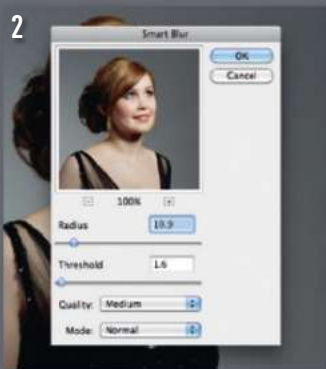 2
Smart Blur
OK
Cancel
100%
Radius 10.9
Threshold 1.6
Quality: Medium
Mode: Normal